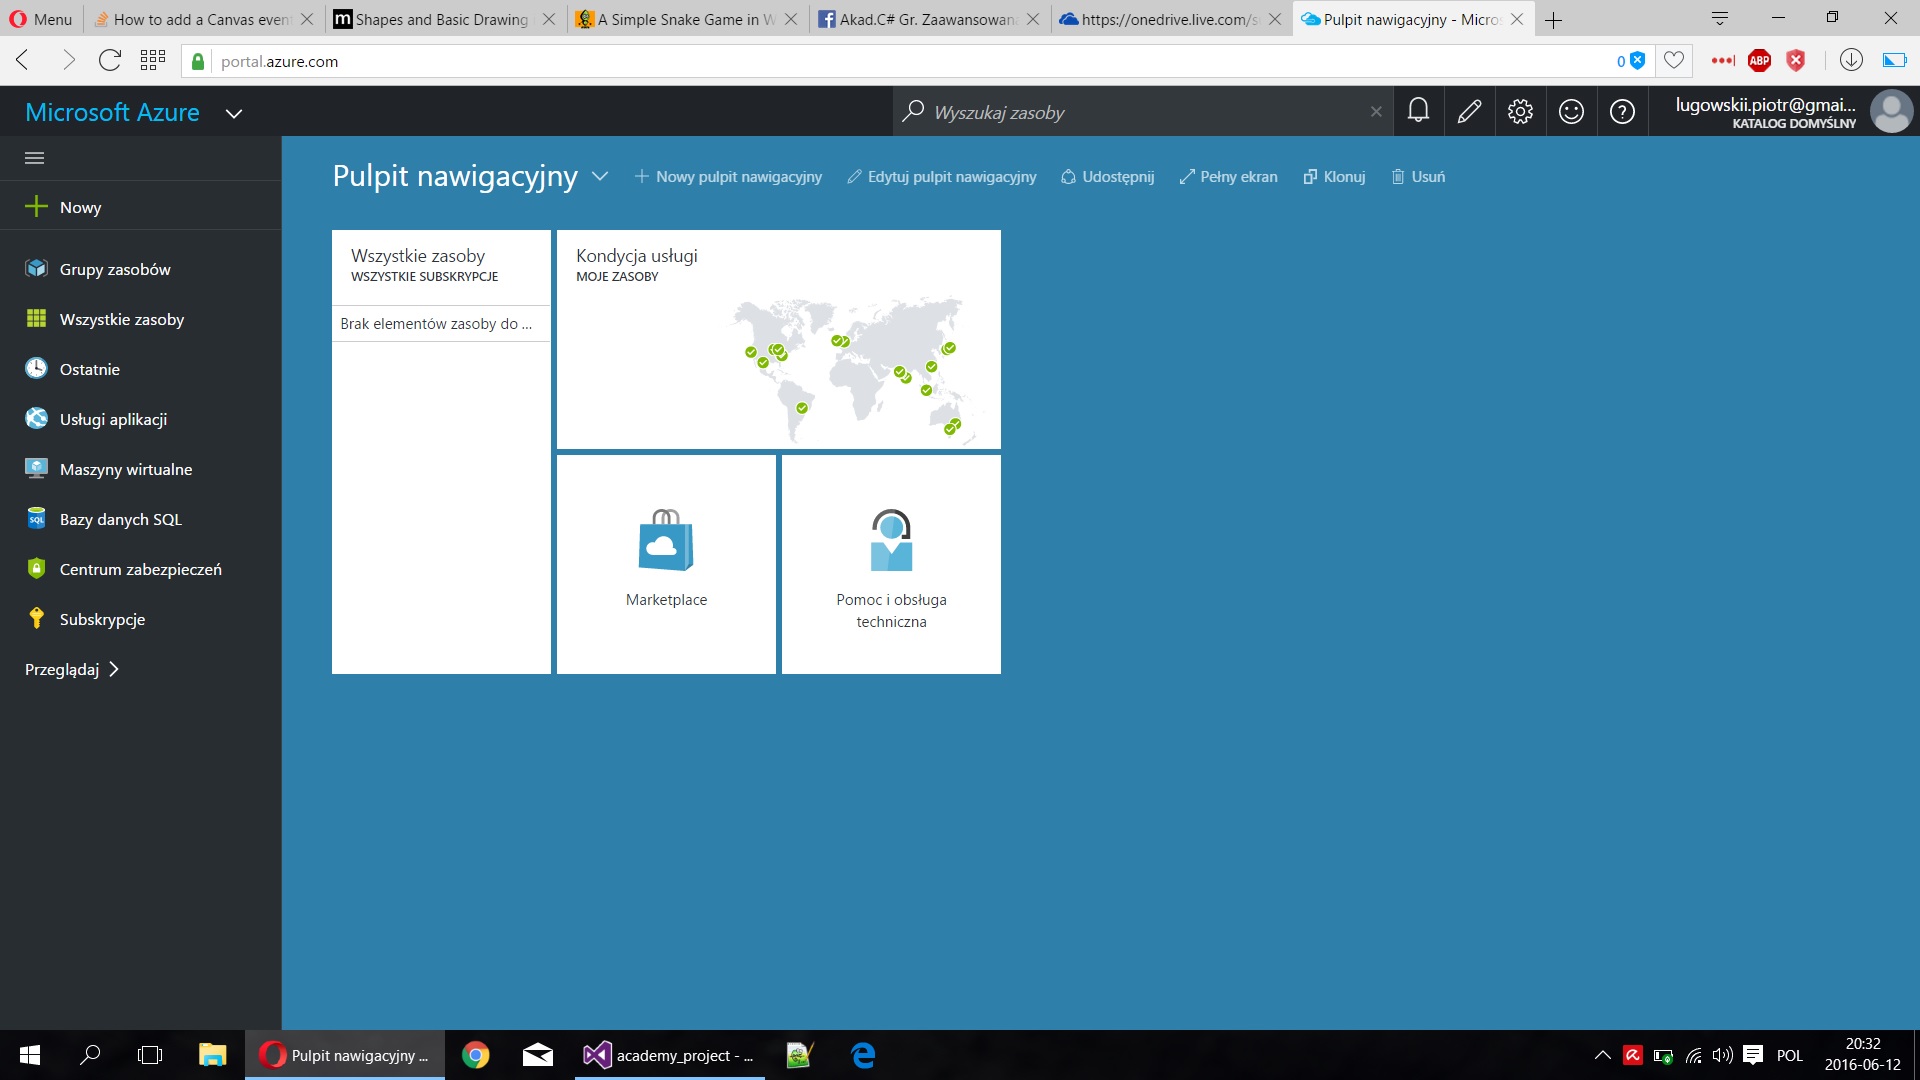 Menu
How to add a Canvas even
Shapes and Basic Drawing
A Simple Snake Game in W
Akad.C# Gr. Zaawansowan
https://onedrive.live.com/s
Pulpit nawigacyjny - Micro
portal.azure.com
0
ABP
Microsoft Azure
Wyszukaj zasoby
lugowskii.piotr@gmai...
KATALOG DOMYŚLNY
Pulpit nawigacyjny
Nowy pulpit nawigacyjny
Edytuj pulpit nawigacyjny
Udostępnij
Pełny ekran
Klonuj
Usuń
Nowy
Grupy zasobów
Wszystkie zasoby
Ostatnie
Usługi aplikacji
Maszyny wirtualne
Bazy danych SQL
Centrum zabezpieczeń
Subskrypcje
Przeglądaj
Wszystkie zasoby
WSZYSTKIE SUBSKRYPCJE
Brak elementów zasoby do ...
Kondycja usługi
MOJE ZASOBY
Marketplace
Pomoc i obsługa
techniczna
Pulpit nawigacyjny ...
academy_project - ...
POL
20:32
2016-06-12